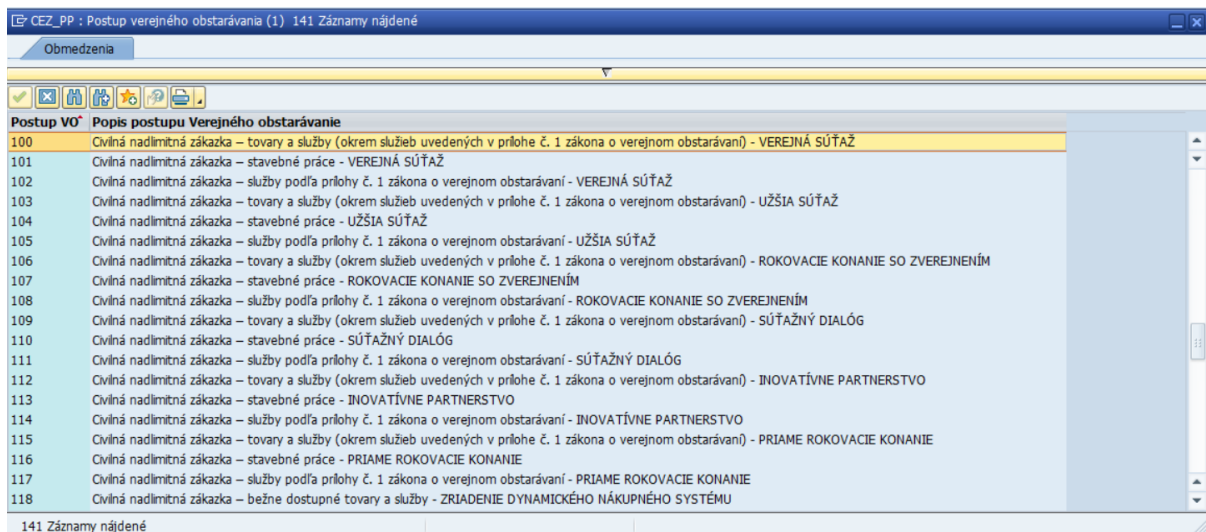 CEZ_PP : Postup verejného obstarávania (1) 141 Záznamy nájdené
Obmedzenia
Postup VO Popis postupu Verejného obstarávanie
100 Civilná nadlimitná zákazka – tovary a služby (okrem služieb uvedených v prílohe č. 1 zákona o verejnom obstarávaní) - VEREJNÁ SÚŤAŽ
101 Civilná nadlimitná zákazka – stavebné práce - VEREJNÁ SÚŤAŽ
102 Civilná nadlimitná zákazka – služby podľa prílohy č. 1 zákona o verejnom obstarávaní - VEREJNÁ SÚŤAŽ
103 Civilná nadlimitná zákazka – tovary a služby (okrem služieb uvedených v prílohe č. 1 zákona o verejnom obstarávaní) - UŽŠIA SÚŤAŽ
104 Civilná nadlimitná zákazka – stavebné práce - UŽŠIA SÚŤAŽ
105 Civilná nadlimitná zákazka – služby podľa prílohy č. 1 zákona o verejnom obstarávaní - UŽŠIA SÚŤAŽ
106 Civilná nadlimitná zákazka – tovary a služby (okrem služieb uvedených v prílohe č. 1 zákona o verejnom obstarávaní) - ROKOVACIE KONANIE SO ZVEREJNENÍM
107 Civilná nadlimitná zákazka – stavebné práce - ROKOVACIE KONANIE SO ZVEREJNENÍM
108 Civilná nadlimitná zákazka – služby podľa prílohy č. 1 zákona o verejnom obstarávaní - ROKOVACIE KONANIE SO ZVEREJNENÍM
109 Civilná nadlimitná zákazka – tovary a služby (okrem služieb uvedených v prílohe č. 1 zákona o verejnom obstarávaní) - SÚŤAŽNÝ DIALÓG
110 Civilná nadlimitná zákazka – stavebné práce - SÚŤAŽNÝ DIALÓG
111 Civilná nadlimitná zákazka – služby podľa prílohy č. 1 zákona o verejnom obstarávaní - SÚŤAŽNÝ DIALÓG
112 Civilná nadlimitná zákazka – tovary a služby (okrem služieb uvedených v prílohe č. 1 zákona o verejnom obstarávaní) - INOVATÍVNE PARTNERSTVO
113 Civilná nadlimitná zákazka – stavebné práce - INOVATÍVNE PARTNERSTVO
114 Civilná nadlimitná zákazka – služby podľa prílohy č. 1 zákona o verejnom obstarávaní - INOVATÍVNE PARTNERSTVO
115 Civilná nadlimitná zákazka – tovary a služby (okrem služieb uvedených v prílohe č. 1 zákona o verejnom obstarávaní) - PRIAME ROKOVACIE KONANIE
116 Civilná nadlimitná zákazka – stavebné práce - PRIAME ROKOVACIE KONANIE
117 Civilná nadlimitná zákazka – služby podľa prílohy č. 1 zákona o verejnom obstarávaní - PRIAME ROKOVACIE KONANIE
118 Civilná nadlimitná zákazka – bežne dostupné tovary a služby - ZRIADENIE DYNAMICKÉHO NÁKUPNÉHO SYSTÉMU
141 Záznamy nájdené